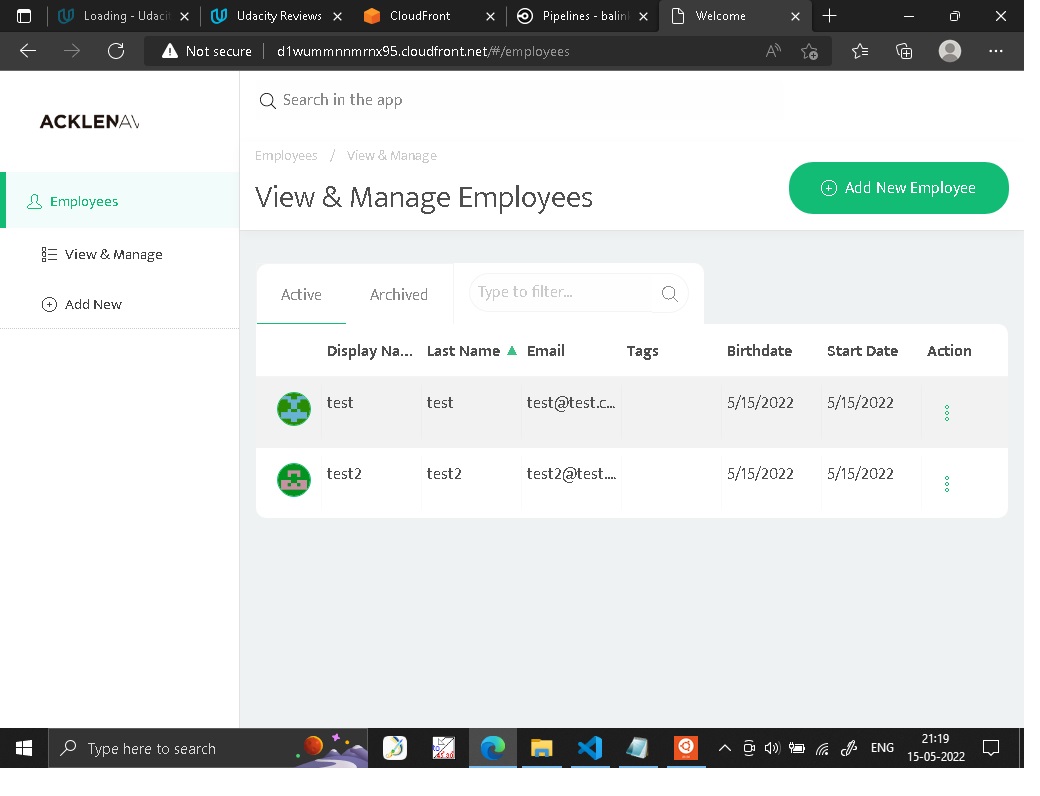 Loading - Udaci
Udacity Reviews
CloudFront
Pipelines - balin
Welcome
Not secure
d1wummnnmrnx95.cloudfront.net/#/employees
ACKLENAV
Search in the app
Employees / View & Manage
View & Manage Employees
Add New Employee
Employees
View & Manage
Add New
Active Archived Type to filter...
Display Na... Last Name ▲ Email Tags Birthdate Start Date Action
test test test@test.c... 5/15/2022 5/15/2022
test2 test2 test2@test.... 5/15/2022 5/15/2022
Type here to search
ENG
21:19
15-05-2022